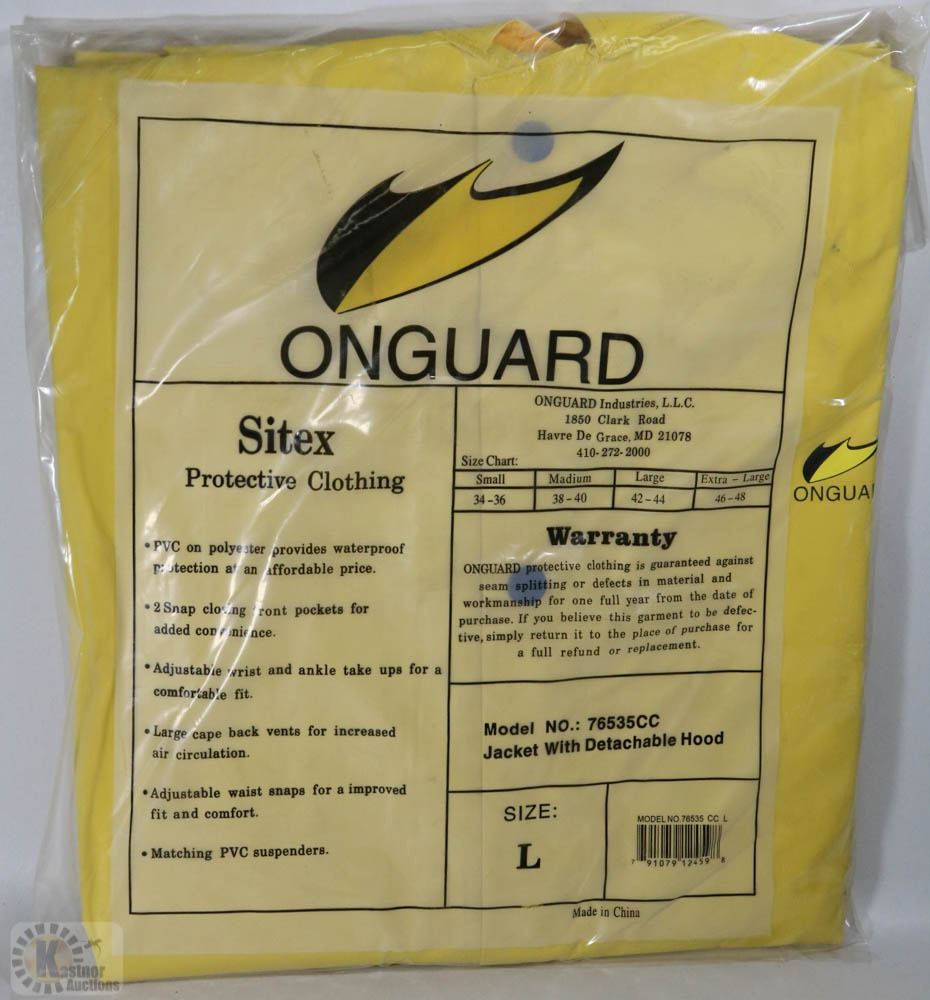 ONGUARD
Sitex
Protective Clothing
• PVC on polyester provides waterproof
protection at an affordable price.
• 2 Snap closing front pockets for
added convenience.
• Adjustable wrist and ankle take ups for a
comfortable fit.
• Large cape back vents for increased
air circulation.
• Adjustable waist snaps for a improved
fit and comfort.
• Matching PVC suspenders.
ONGUARD Industries, L.L.C.
1850 Clark Road
Havre De Grace, MD 21078
410-272-2000
Size Chart:
Small Medium Large Extra - Large
34-36 38-40 42-44 46-48
Warranty
ONGUARD protective clothing is guaranteed against
seam splitting or defects in material and
workmanship for one full year from the date of
purchase. If you believe this garment to be defec-
tive, simply return it to the place of purchase for
a full refund or replacement.
Model NO.: 76535CC
Jacket With Detachable Hood
SIZE:
L
MODEL NO.76535 CC L
7 91079 12459 8
Made in China
ONGUA
Kastner
Auctions